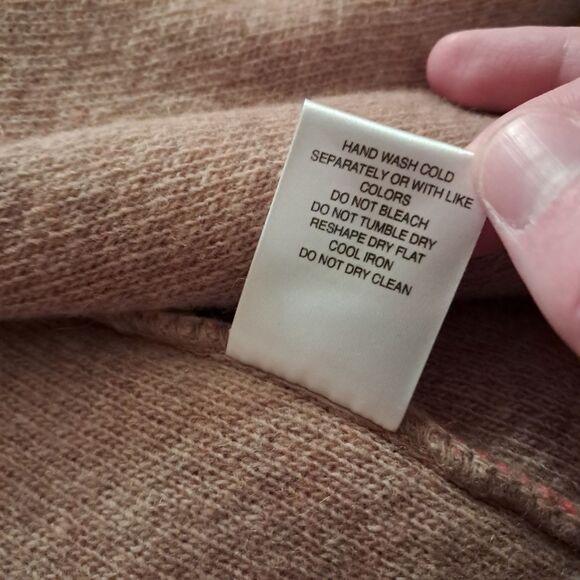 HAND WASH COLD
SEPARATELY OR WITH LIKE
COLORS
DO NOT BLEACH
DO NOT TUMBLE DRY
RESHAPE DRY FLAT
COOL IRON
DO NOT DRY CLEAN